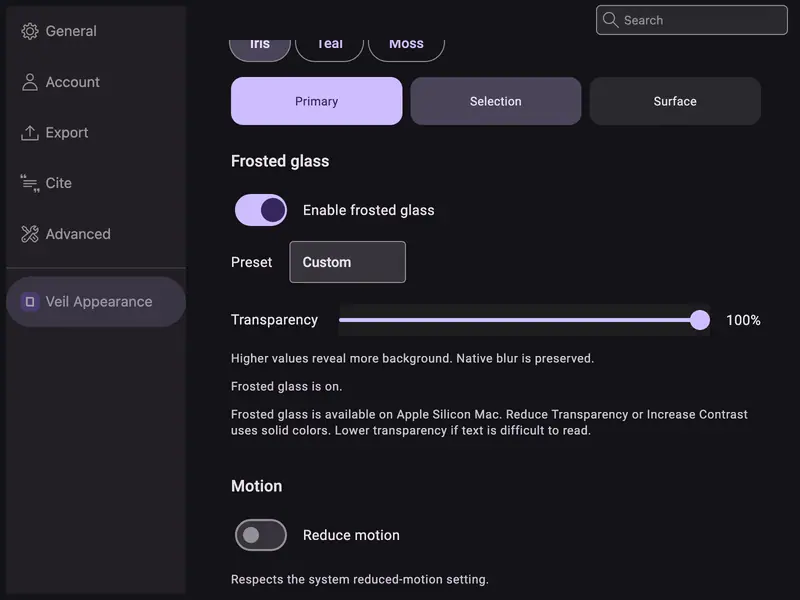 General
Account
Export
Cite
Advanced
Veil Appearance
Search
Iris
Teal
Moss
Primary
Selection
Surface
Frosted glass
Enable frosted glass
Preset
Custom
Transparency
100%
Higher values reveal more background. Native blur is preserved.
Frosted glass is on.
Frosted glass is available on Apple Silicon Mac. Reduce Transparency or Increase Contrast
uses solid colors. Lower transparency if text is difficult to read.
Motion
Reduce motion
Respects the system reduced-motion setting.